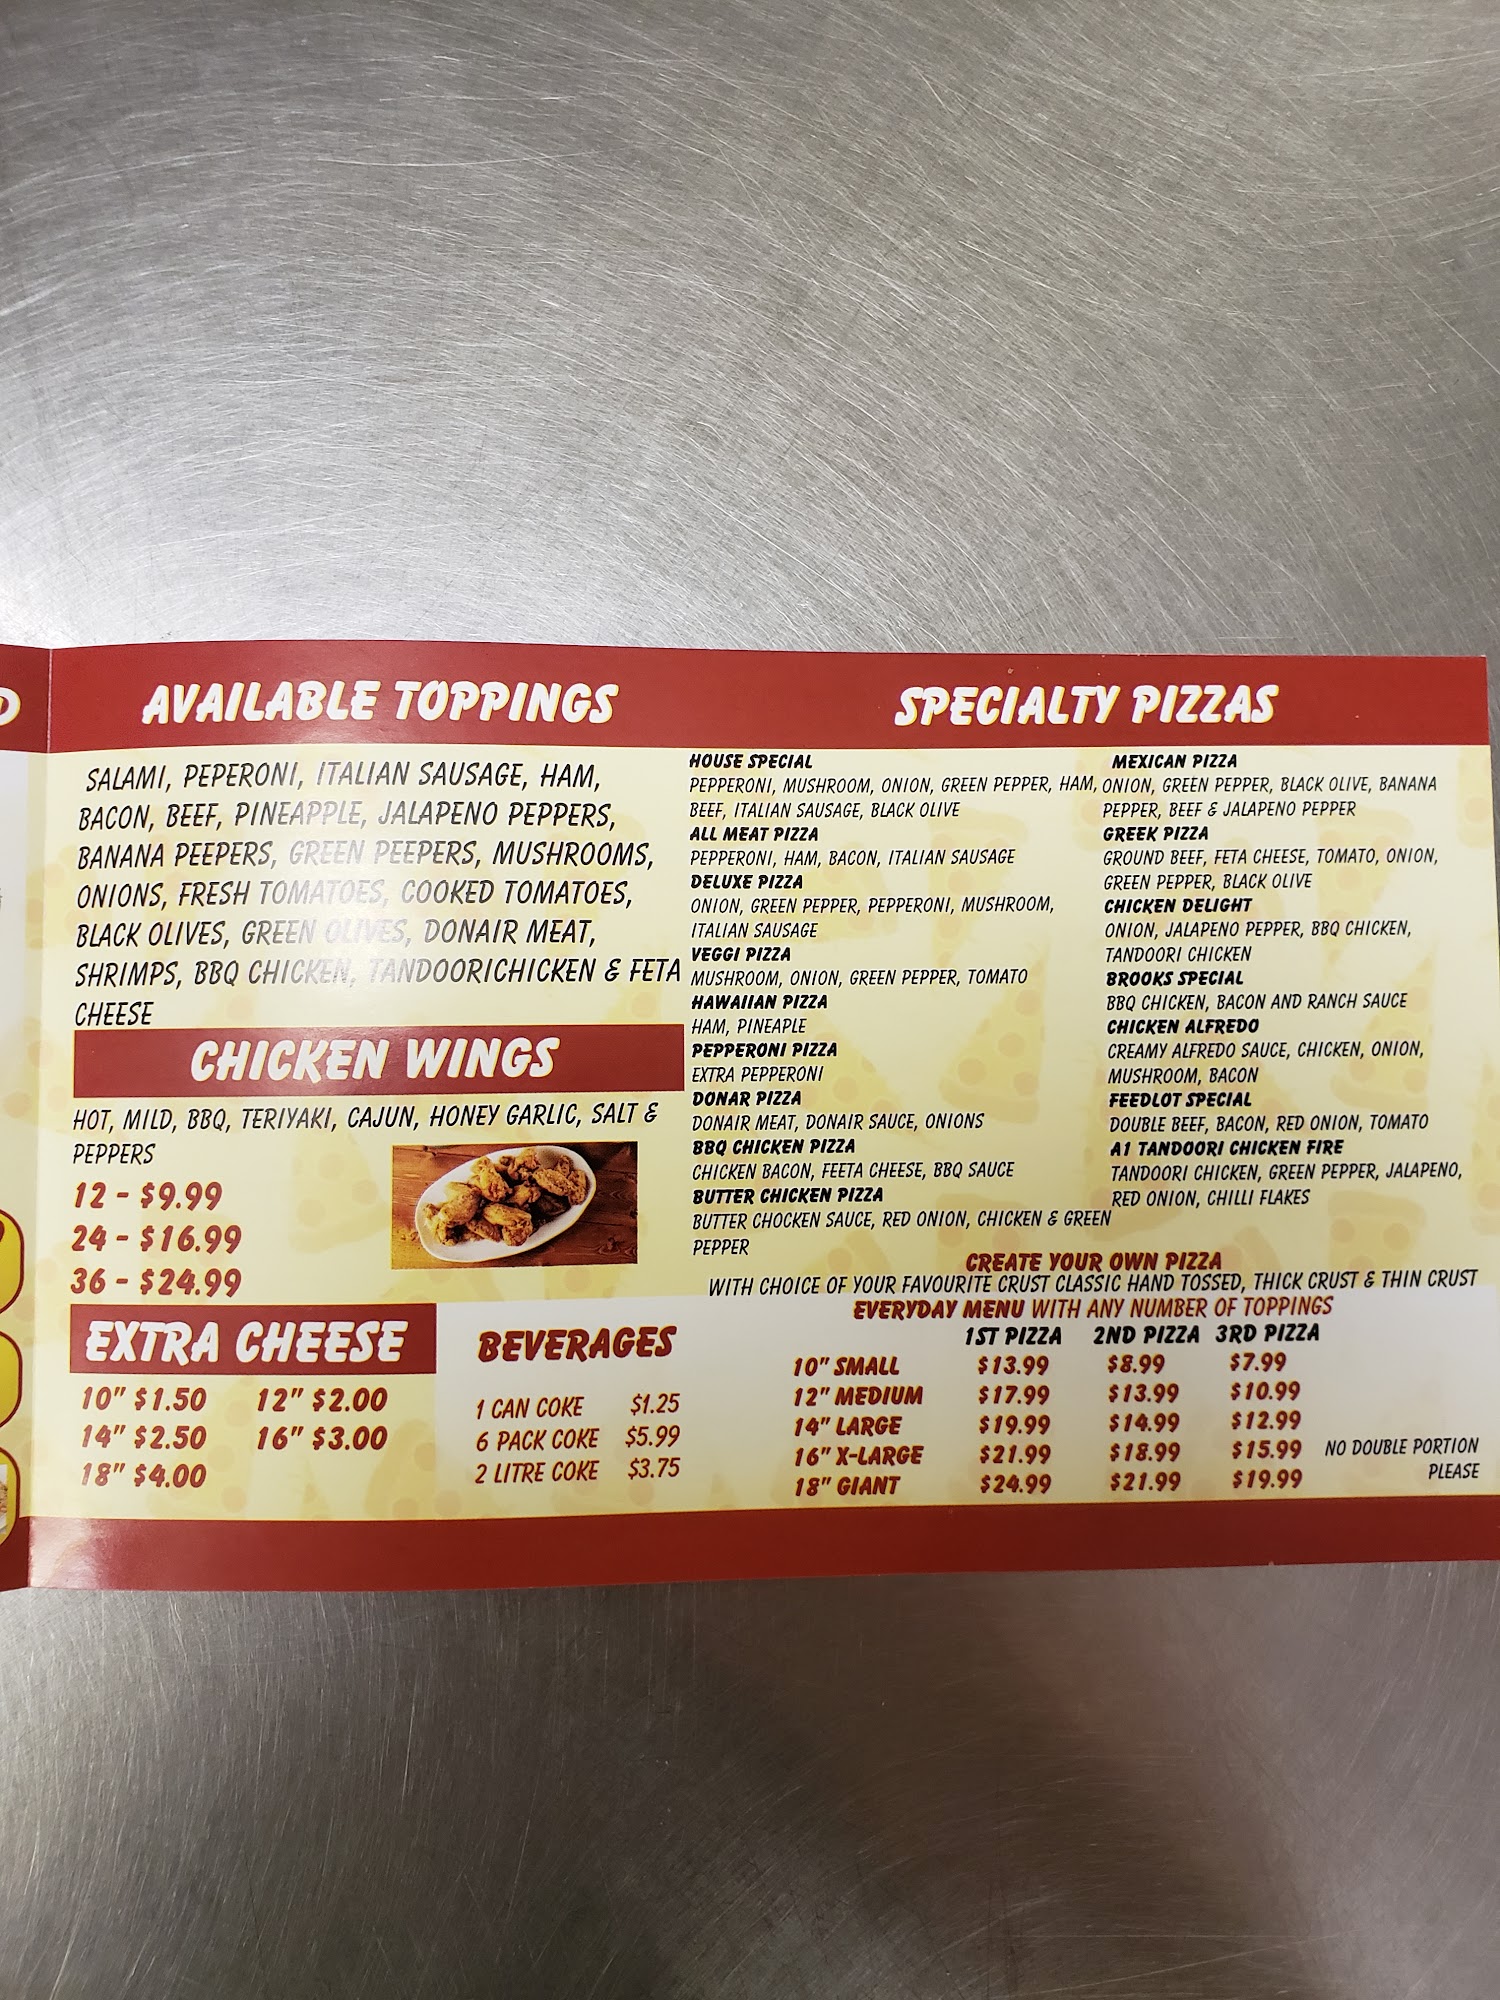 D
AVAILABLE TOPPINGS
SALAMI, PEPERONI, ITALIAN SAUSAGE, HAM,
BACON, BEEF, PINEAPPLE, JALAPENO PEPPERS,
BANANA PEEPERS, GREEN PEEPERS, MUSHROOMS,
ONIONS, FRESH TOMATOES, COOKED TOMATOES,
BLACK OLIVES, GREEN OLIVES, DONAIR MEAT,
SHRIMPS, BBQ CHICKEN, TANDOORICHICKEN & FETA
CHEESE
CHICKEN WINGS
HOT, MILD, BBQ, TERIYAKI, CAJUN, HONEY GARLIC, SALT &
PEPPERS
12 - $9.99
24 - $16.99
36 - $24.99
EXTRA CHEESE
10" $1.50 12" $2.00
14" $2.50 16" $3.00
18" $4.00
BEVERAGES
1 CAN COKE $1.25
6 PACK COKE $5.99
2 LITRE COKE $3.75
SPECIALTY PIZZAS
HOUSE SPECIAL
PEPPERONI, MUSHROOM, ONION, GREEN PEPPER, HAM,
BEEF, ITALIAN SAUSAGE, BLACK OLIVE
ALL MEAT PIZZA
PEPPERONI, HAM, BACON, ITALIAN SAUSAGE
DELUXE PIZZA
ONION, GREEN PEPPER, PEPPERONI, MUSHROOM,
ITALIAN SAUSAGE
VEGGI PIZZA
MUSHROOM, ONION, GREEN PEPPER, TOMATO
HAWAIIAN PIZZA
HAM, PINEAPLE
PEPPERONI PIZZA
EXTRA PEPPERONI
DONAR PIZZA
DONAIR MEAT, DONAIR SAUCE, ONIONS
BBQ CHICKEN PIZZA
CHICKEN BACON, FEETA CHEESE, BBQ SAUCE
BUTTER CHICKEN PIZZA
BUTTER CHOCKEN SAUCE, RED ONION, CHICKEN & GREEN
PEPPER
MEXICAN PIZZA
ONION, GREEN PEPPER, BLACK OLIVE, BANANA
PEPPER, BEEF & JALAPENO PEPPER
GREEK PIZZA
GROUND BEEF, FETA CHEESE, TOMATO, ONION,
GREEN PEPPER, BLACK OLIVE
CHICKEN DELIGHT
ONION, JALAPENO PEPPER, BBQ CHICKEN,
TANDOORI CHICKEN
BROOKS SPECIAL
BBQ CHICKEN, BACON AND RANCH SAUCE
CHICKEN ALFREDO
CREAMY ALFREDO SAUCE, CHICKEN, ONION,
MUSHROOM, BACON
FEEDLOT SPECIAL
DOUBLE BEEF, BACON, RED ONION, TOMATO
A1 TANDOORI CHICKEN FIRE
TANDOORI CHICKEN, GREEN PEPPER, JALAPENO,
RED ONION, CHILLI FLAKES
CREATE YOUR OWN PIZZA
WITH CHOICE OF YOUR FAVOURITE CRUST CLASSIC HAND TOSSED, THICK CRUST & THIN CRUST
EVERYDAY MENU WITH ANY NUMBER OF TOPPINGS
1ST PIZZA 2ND PIZZA 3RD PIZZA
10" SMALL $13.99 $8.99 $7.99
12" MEDIUM $17.99 $13.99 $10.99
14" LARGE $19.99 $14.99 $12.99
16" X-LARGE $21.99 $18.99 $15.99
18" GIANT $24.99 $21.99 $19.99
NO DOUBLE PORTION
PLEASE